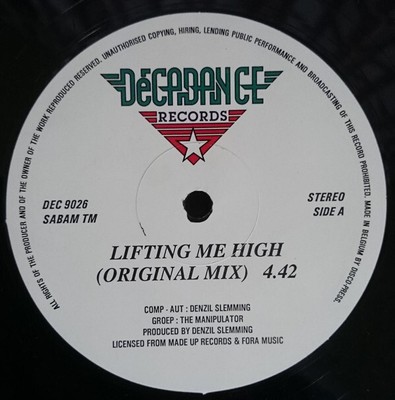 ALL RIGHTS OF THE PRODUCER AND OF THE OWNER OF THE WORK REPRODUCED RESERVED. UNAUTHORISED COPYING, HIRING, LENDING PUBLIC PERFORMANCE AND BROADCASTING OF THIS RECORD PROHIBITED. MADE IN BELGIUM BY DISCO-PRESS.
DéCADANCE
RECORDS
DEC 9026
SABAM TM
STEREO
SIDE A
LIFTING ME HIGH
(ORIGINAL MIX) 4.42
COMP - AUT : DENZIL SLEMMING
GROEP : THE MANIPULATOR
PRODUCED BY DENZIL SLEMMING
LICENSED FROM MADE UP RECORDS & FORA MUSIC